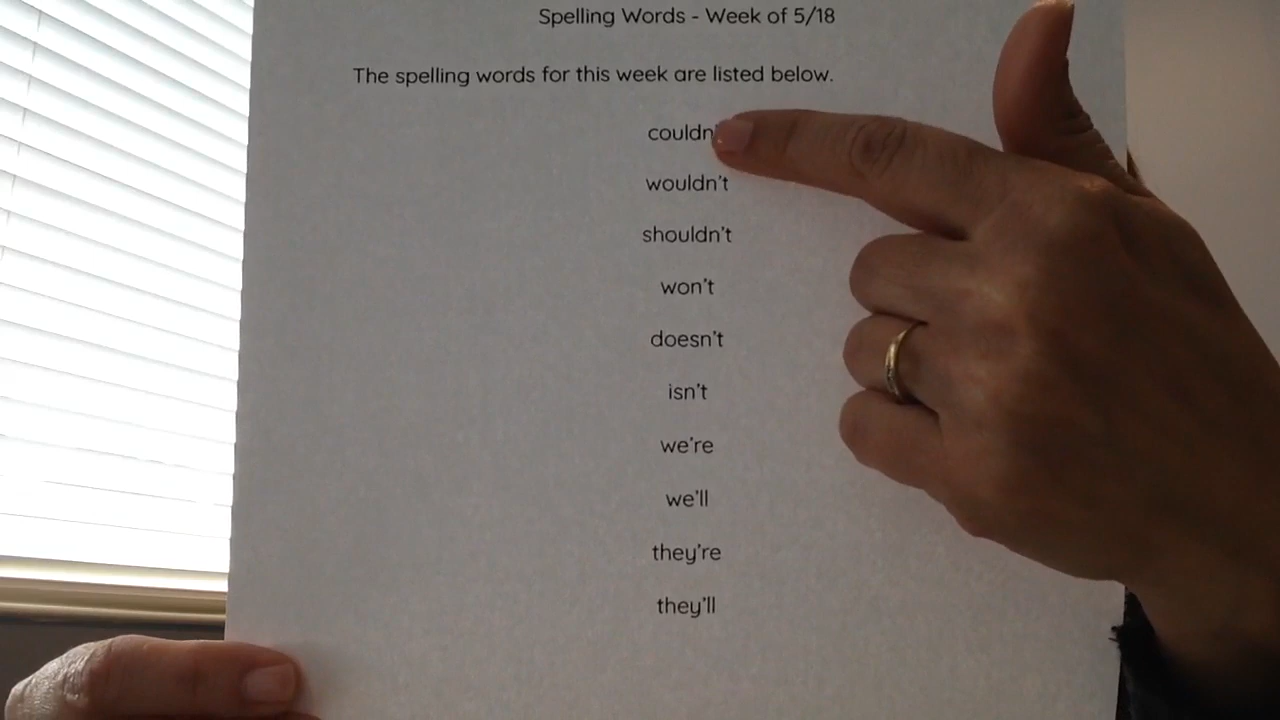 Spelling Words - Week of 5/18
The spelling words for this week are listed below.
couldn'
wouldn't
shouldn't
won't
doesn't
isn't
we're
we'll
they're
they'll